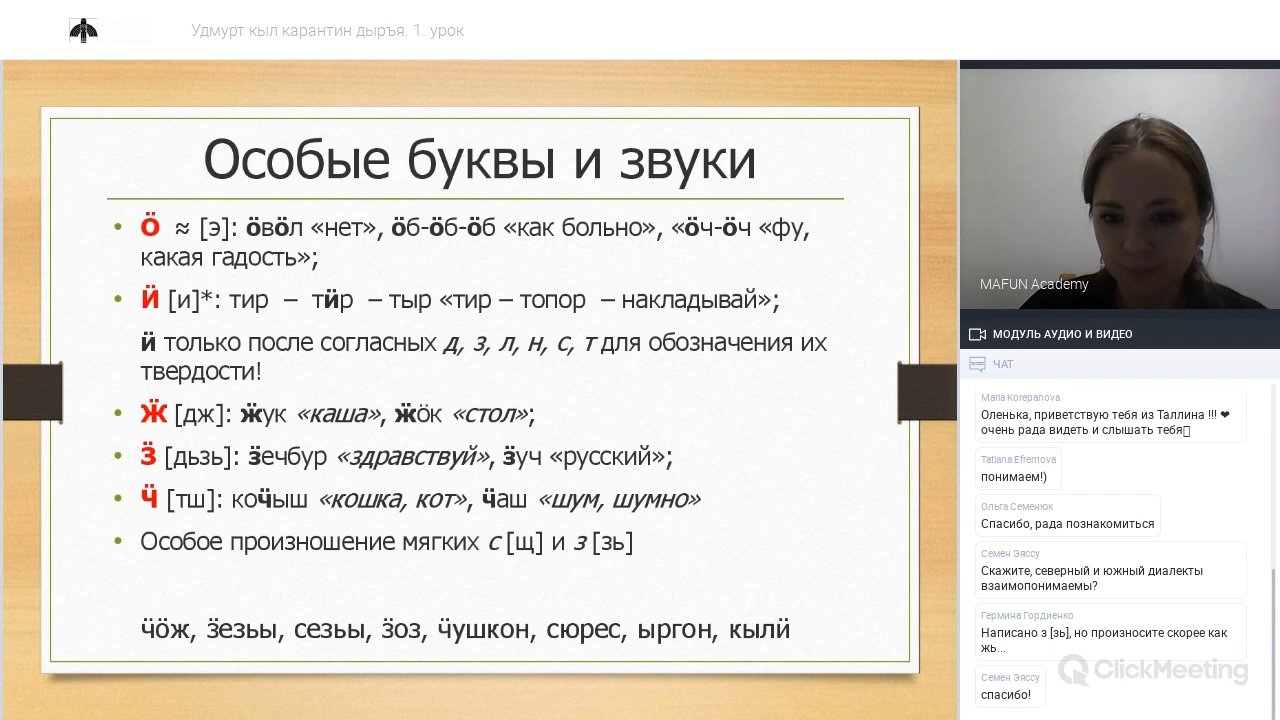 Удмурт кыл карантин дыръя. 1. урок
Особые буквы и звуки
• Ӧ ≈ [э]: ӧвӧл «нет», ӧб-ӧб-ӧб «как больно», «ӧч-ӧч «фу,
какая гадость»;
• Ӥ [и]*: тир – тӥр – тыр «тир – топор – накладывай»;
ӥ только после согласных д, з, л, н, с, т для обозначения их
твердости!
• Ӝ [дж]: ӝук «каша», ӝӧк «стол»;
• Ӟ [дьзь]: ӟечбур «здравствуй», ӟуч «русский»;
• Ӵ [тш]: кочыш «кошка, кот», ӵаш «шум, шумно»
• Особое произношение мягких с [щ] и з [зь]
ӵӧж, ӟезьы, сезьы, ӟоз, ӵушкон, сюрес, ыргон, кылӥ
MAFUN Academy
МОДУЛЬ АУДИО И ВИДЕО
ЧАТ
Maria Korepanova
Оленька, приветствую тебя из Таллина !!! ❤
очень рада видеть и слышать тебя
Tatiana Efremova
понимаем!)
Ольга Семенюк
Спасибо, рада познакомиться
Семен Эяссу
Скажите, северный и южный диалекты
взаимопонимаемы?
Гермина Гордиенко
Написано з [зь], но произносите скорее как
жь...
Семен Эяссу
спасибо!
ClickMeeting